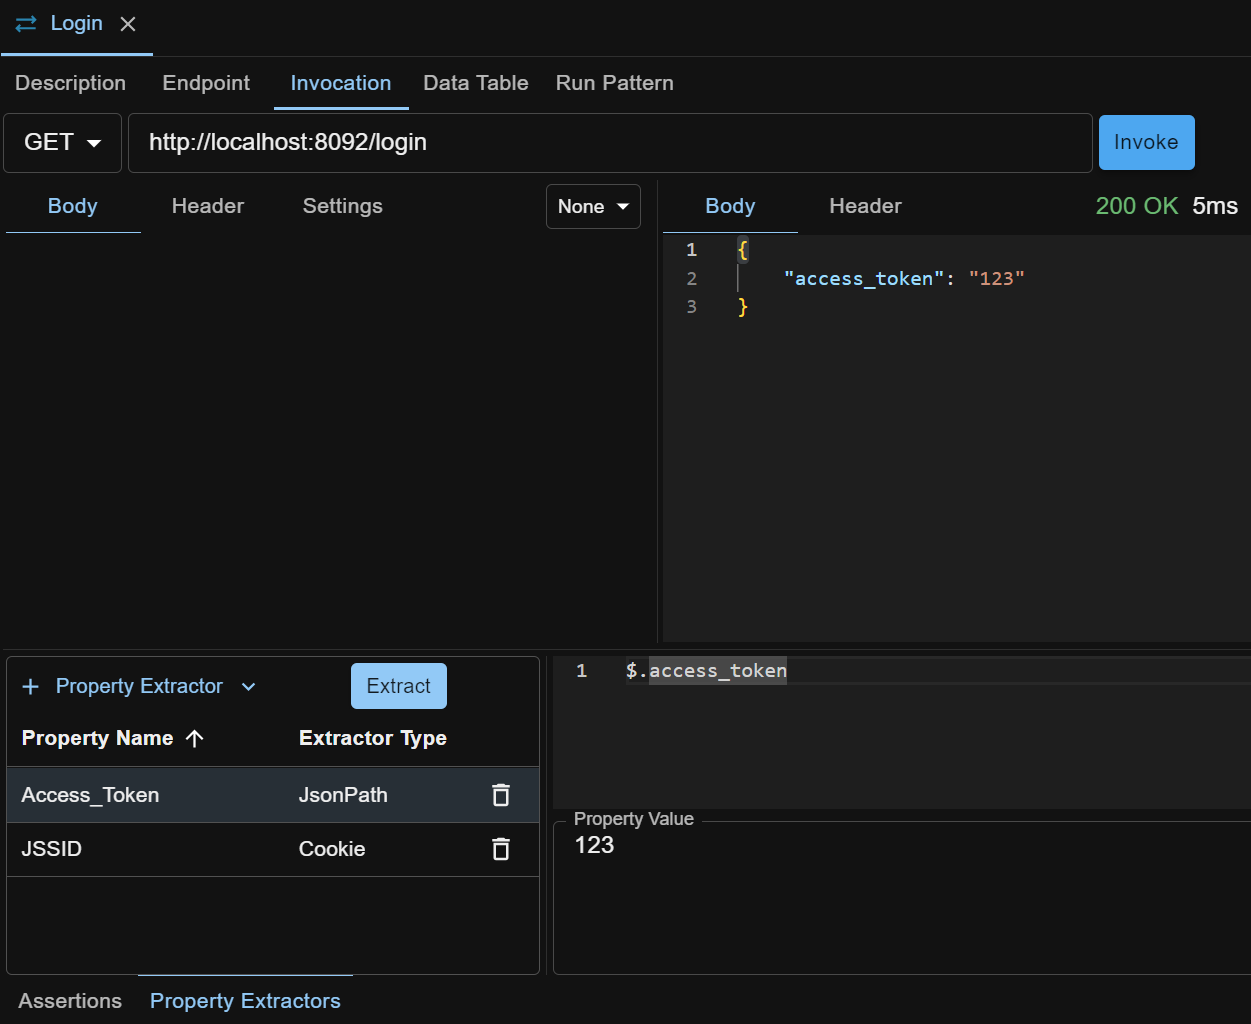 Login
Description Endpoint Invocation Data Table Run Pattern
GET http://localhost:8092/login Invoke
Body Header Settings None
Body Header 200 OK 5ms
1 {
2 "access_token": "123"
3 }
Property Extractor Extract
Property Name Extractor Type
Access_Token JsonPath
JSSID Cookie
1 $.access_token
Property Value
123
Assertions Property Extractors